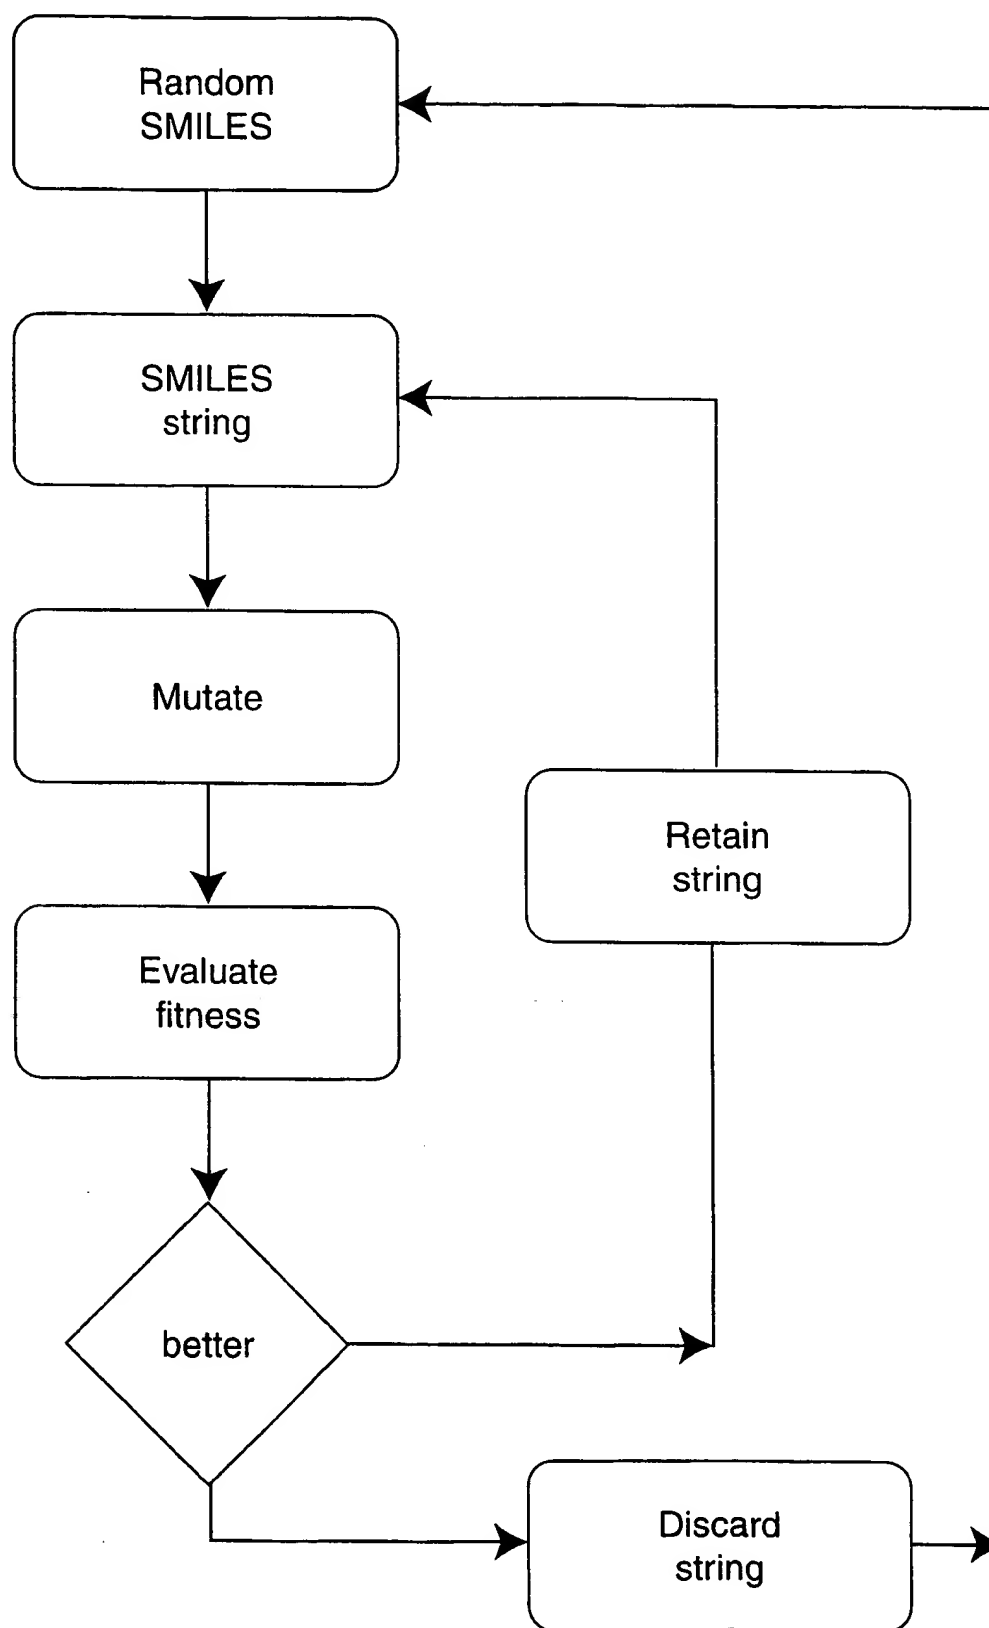 Random
SMILES
SMILES
string
Mutate
Retain
string
Evaluate
fitness
better
Discard
string